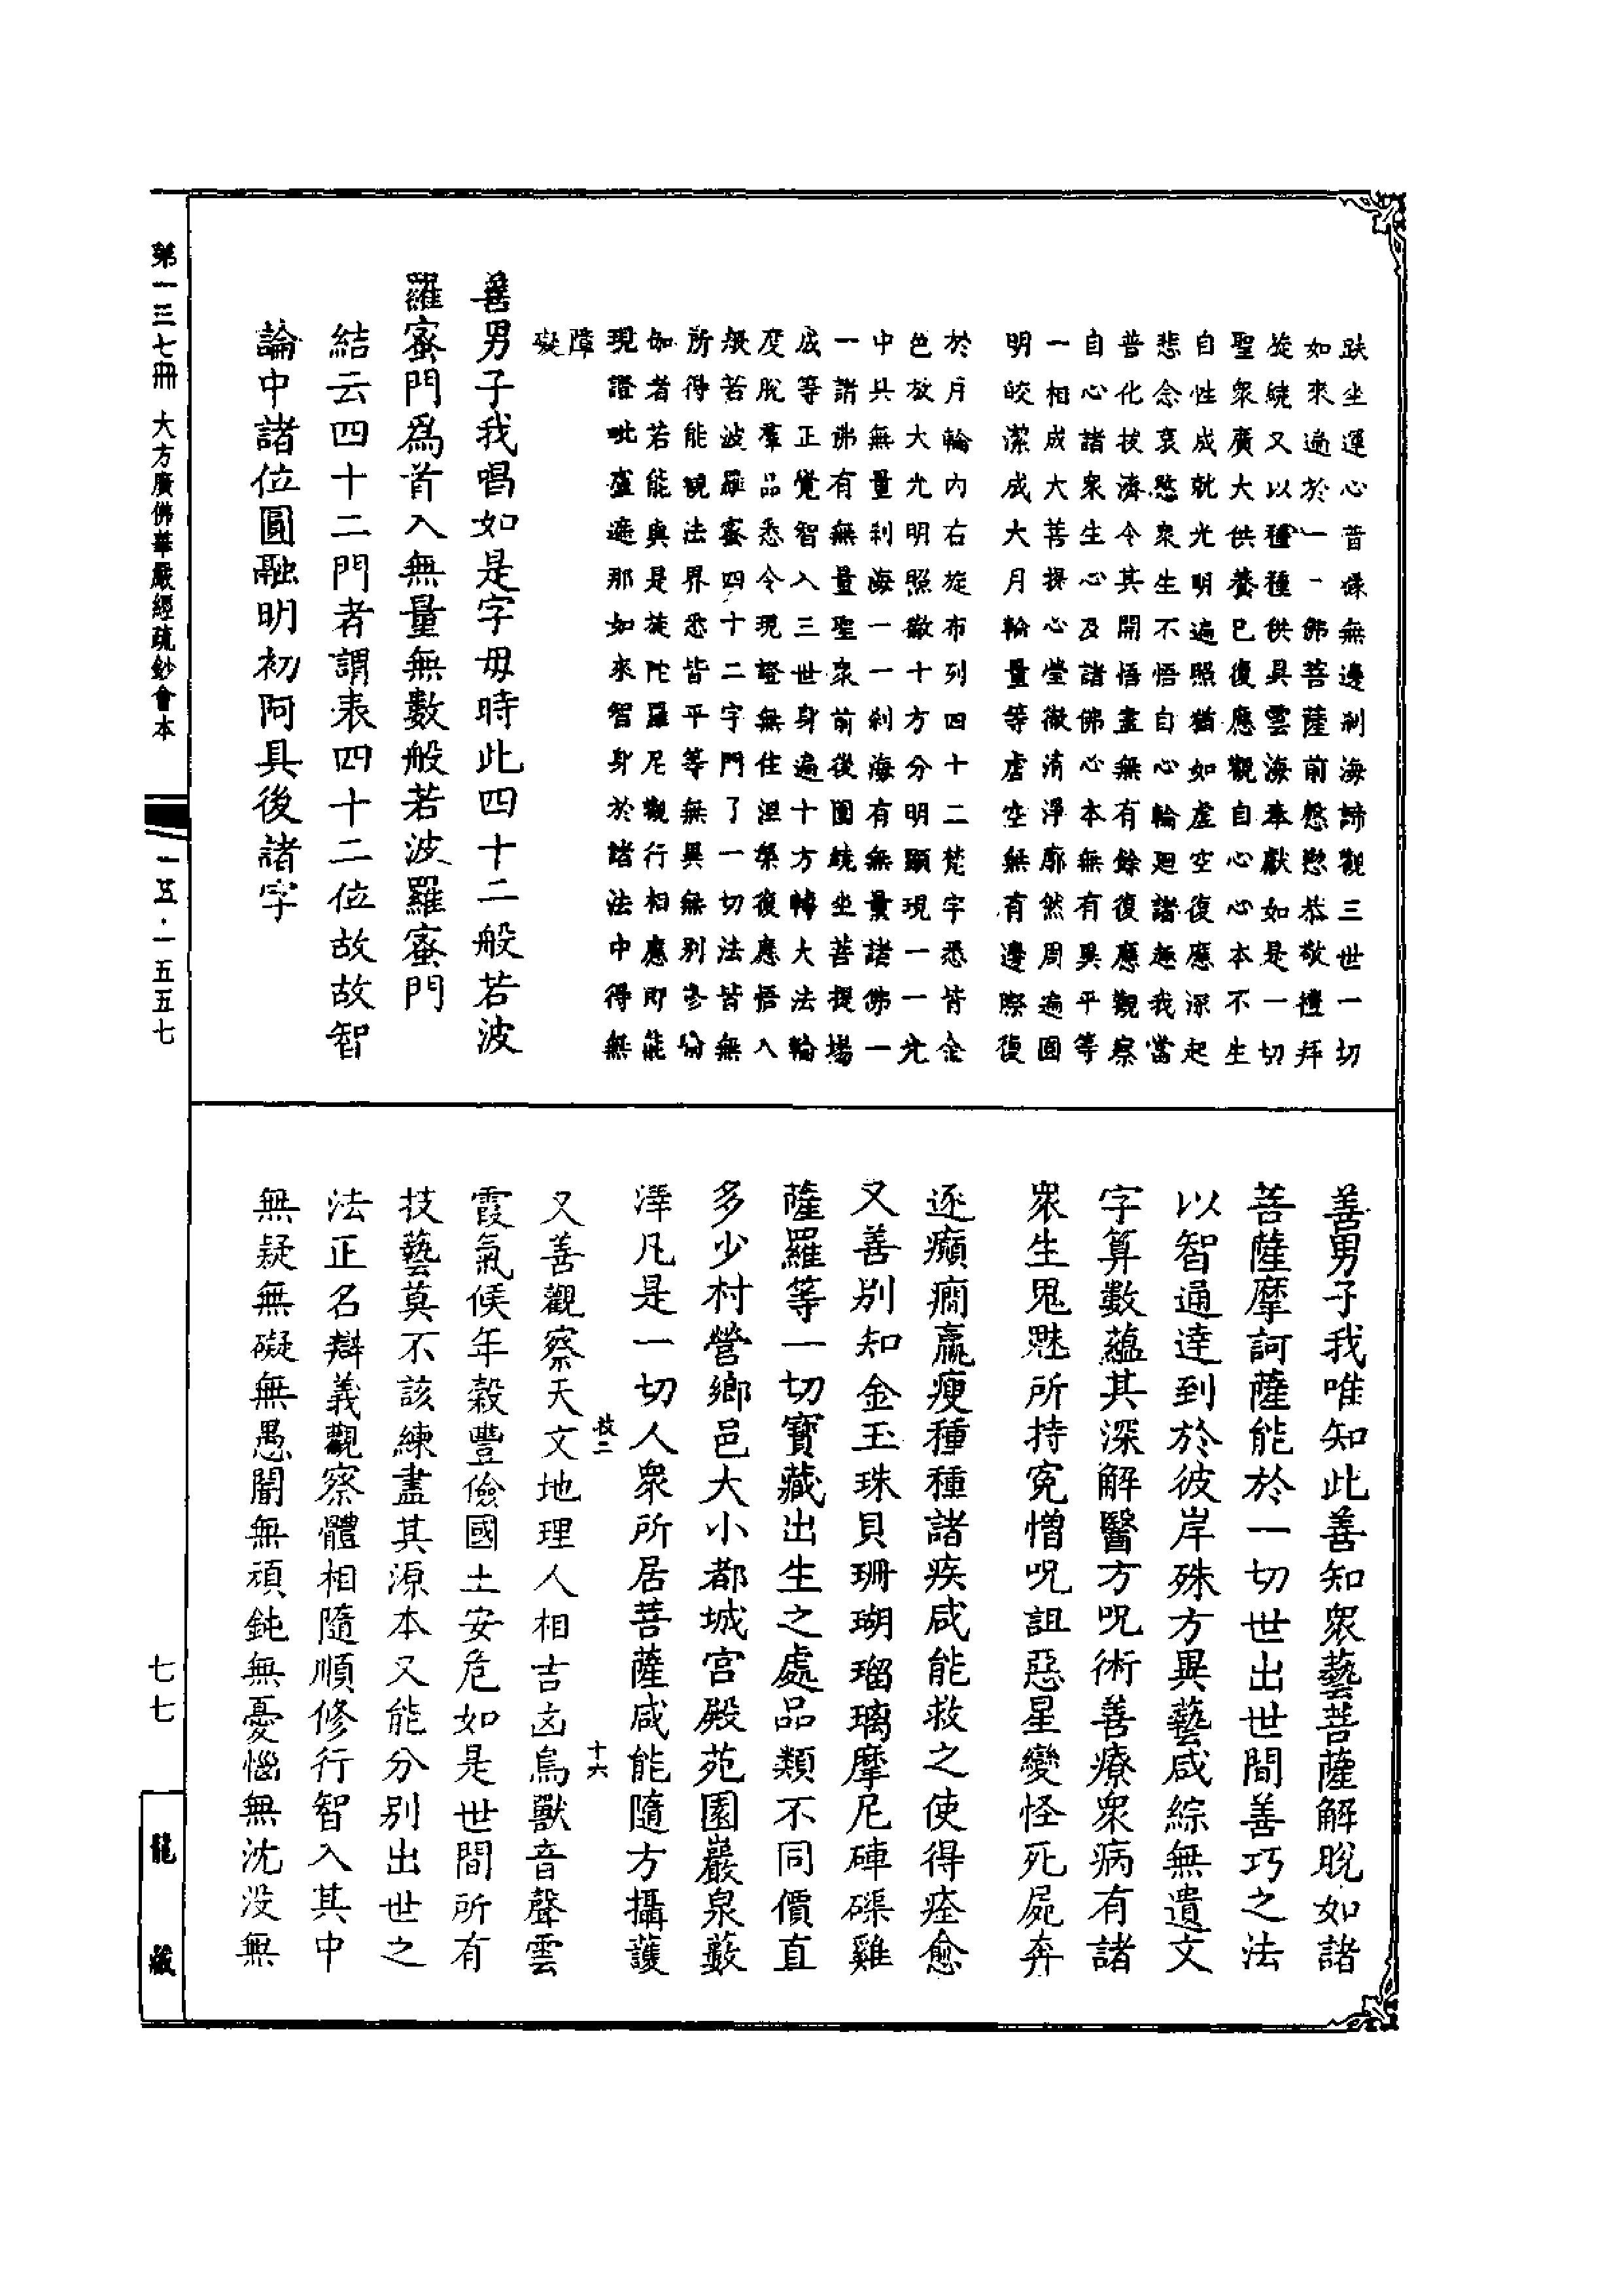 趺坐運心普緣無邊刹海諦觀三世一切
如來遍於一一佛菩薩前慇懃恭敬禮拜
旋繞又以種種供具雲海奉獻如是一切
聖衆廣大供養已復應觀自心心本不生
自性成就光明遍照猶如虛空復應深起
悲念哀愍衆生不悟自心輪迴諸趣我當
普化拔濟令其開悟盡無有餘復應觀察
自心諸衆生心及諸佛心本無有異平等
一相成大菩提心瑩徹清淨廓然周遍圓
明皎潔成大月輪量等虛空無有邊際復
於月輪內右旋布列四十二梵字悉皆金
色放大光明照徹十方分明顯現一一光
中具無量刹海一一刹海有無量諸佛一
一諸佛有無量聖衆前後圍繞坐菩提場
成等正覺智入三世身遍十方轉大法輪
度脫羣品悉令現證無住涅槃復應悟入
般若波羅蜜四十二字門了一切法皆無
所得能觀法界悉皆平等無異無別修瑜
伽者若能與是旋陀羅尼觀行相應即能
現證毗盧遮那如來智身於諸法中得無
障
礙
善男子我唱如是字母時此四十二般若波
羅蜜門爲首入無量無數般若波羅蜜門
結云四十二門者謂表四十二位故故智
論中諸位圓融明初阿具後諸字
善男子我唯知此善知衆藝菩薩解脫如諸
菩薩摩訶薩能於一切世出世間善巧之法
以智通達到於彼岸殊方異藝咸綜無遺文
字算數蘊其深解醫方呪術善療衆病有諸
衆生鬼魅所持寃憎呪詛惡星變怪死屍奔
逐癲癇羸瘦種種諸疾咸能救之使得痊愈
又善別知金玉珠貝珊瑚瑠璃摩尼硨磲雞
薩羅等一切寶藏出生之處品類不同價直
多少村營鄉邑大小都城宮殿苑園巖泉藪
澤凡是一切人衆所居菩薩咸能隨方攝護
十六
又善觀察天文地理人相吉凶鳥獸音聲雲
霞氣候年穀豐儉國土安危如是世間所有
技藝莫不該練盡其源本又能分別出世之
法正名辯義觀察體相隨順修行智入其中
無疑無礙無愚闇無頑鈍無憂惱無沈沒無
第一三七冊 大方廣佛華嚴經疏鈔會本
一五·一五五七
七七
龍藏